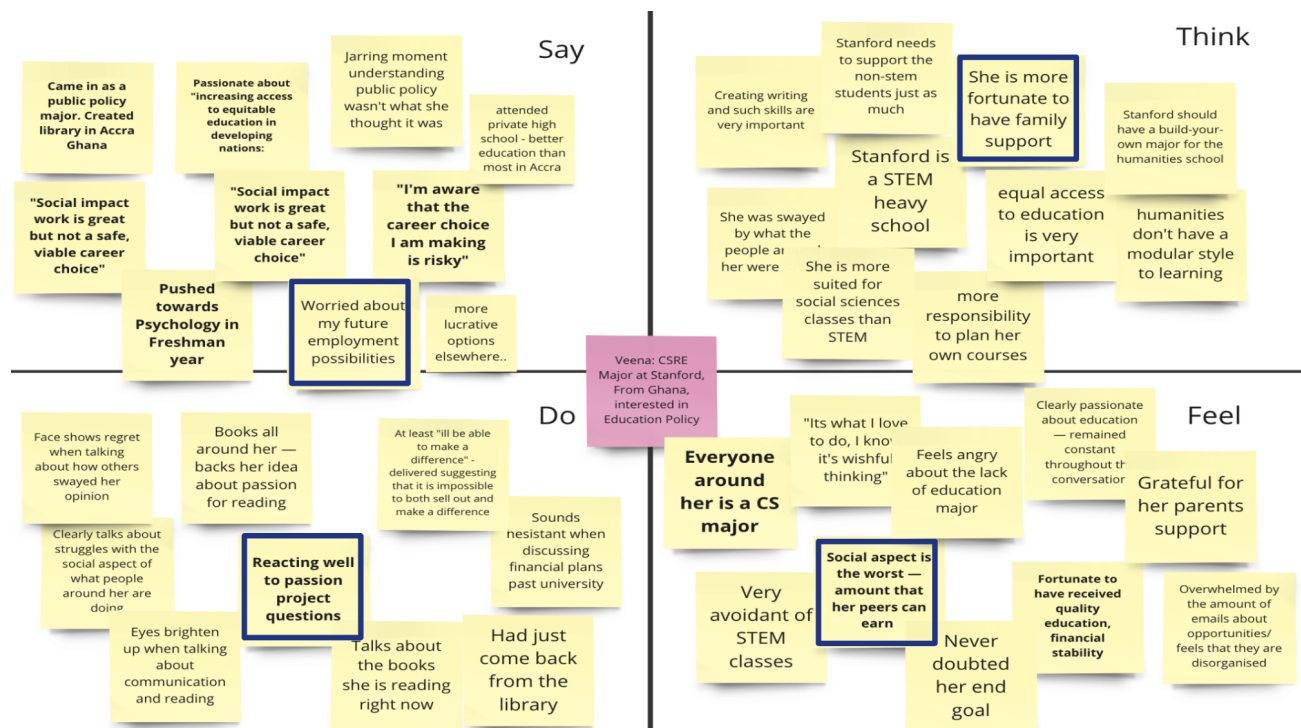 Say
Came in as a
public policy
major. Created
library in Accra
Ghana
Passionate about
"increasing access
to equitable
education in
developing
nations:
Jarring moment
understanding
public policy
wasn't what she
thought it was
attended
private high
school - better
education than
most in Accra
"Social impact
work is great
but not a safe,
viable career
choice"
"Social impact
work is great
but not a safe,
viable career
choice"
"I'm aware
that the
career choice
I am making
is risky"
Pushed
towards
Psychology in
Freshman
year
Worried about
my future
employment
possibilities
more
lucrative
options
elsewhere..
Think
Creating writing
and such skills are
very important
Stanford needs
to support the
non-stem
students just as
much
She is more
fortunate to
have family
support
Stanford should
have a build-your-
own major for the
humanities school
Stanford is
a STEM
heavy
school
She was swayed
by what the
people
her were
equal access
to education
is very
important
humanities
don't have a
modular style
to learning
She is more
suited for
social sciences
classes than
STEM
more
responsibility
to plan her
own courses
Veena: CSRE
Major at Stanford,
From Ghana,
interested in
Education Policy
Do
Face shows regret
when talking
about how others
swayed her
opinion
Books all
around her —
backs her idea
about passion
for reading
At least "ill be able
to make a
difference" -
delivered suggesting
that it is impossible
to both sell out and
make a difference
Clearly talks about
struggles with the
social aspect of
what people
around her are
doing
Reacting well
to passion
project
questions
Sounds
hesistant when
discussing
financial plans
past university
Eyes brighten
up when talking
about
communication
and reading
Talks about
the books
she is reading
right now
Had just
come back
from the
library
Feel
Everyone
around
her is a CS
major
"Its what I love
to do, I know
it's wishful
thinking"
Feels angry
about the lack
of education
major
Clearly passionate
about education
— remained
constant
throughout the
conversation
Grateful for
her parents
support
Very
avoidant of
STEM
classes
Social aspect is
the worst —
amount that
her peers can
earn
Never
doubted
her end
goal
Fortunate to
have received
quality
education,
financial
stability
Overwhelmed by
the amount of
emails about
opportunities/
feels that they are
disorganised